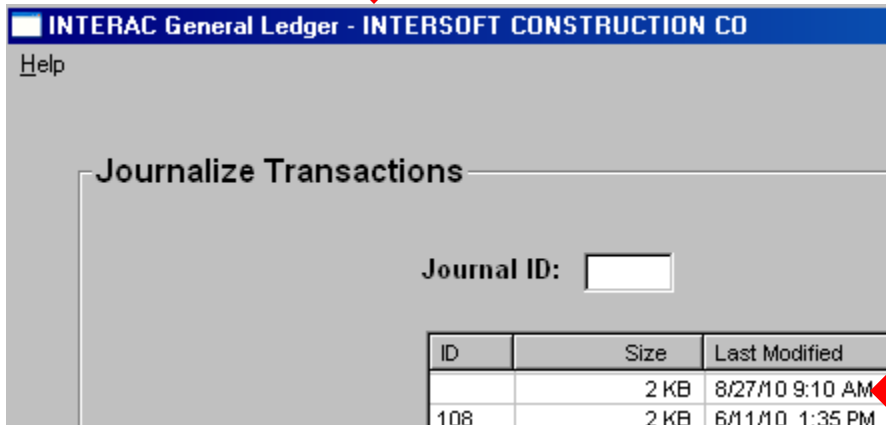 INTERAC General Ledger - INTERSOFT CONSTRUCTION CO
Help
Journalize Transactions
Journal ID:
ID Size Last Modified
2 KB 8/27/10 9:10 AM
108 2 KB 6/11/10 1:35 PM